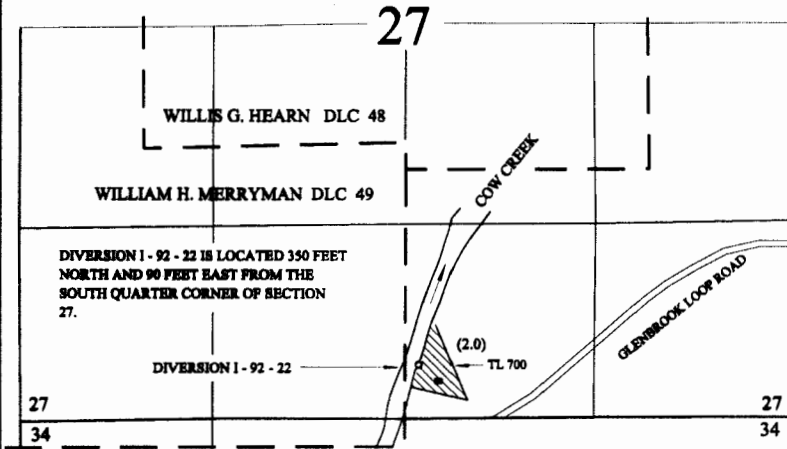 27
WILLIS G. HEARN DLC 48
COW CREEK
WILLIAM H. MERRYMAN DLC 49
DIVERSION I - 92 - 22 IS LOCATED 350 FEET
NORTH AND 90 FEET EAST FROM THE
SOUTH QUARTER CORNER OF SECTION
27.
GLENBROOK LOOP ROAD
(2.0)
DIVERSION I - 92 - 22
TL 700
27
27
34
34